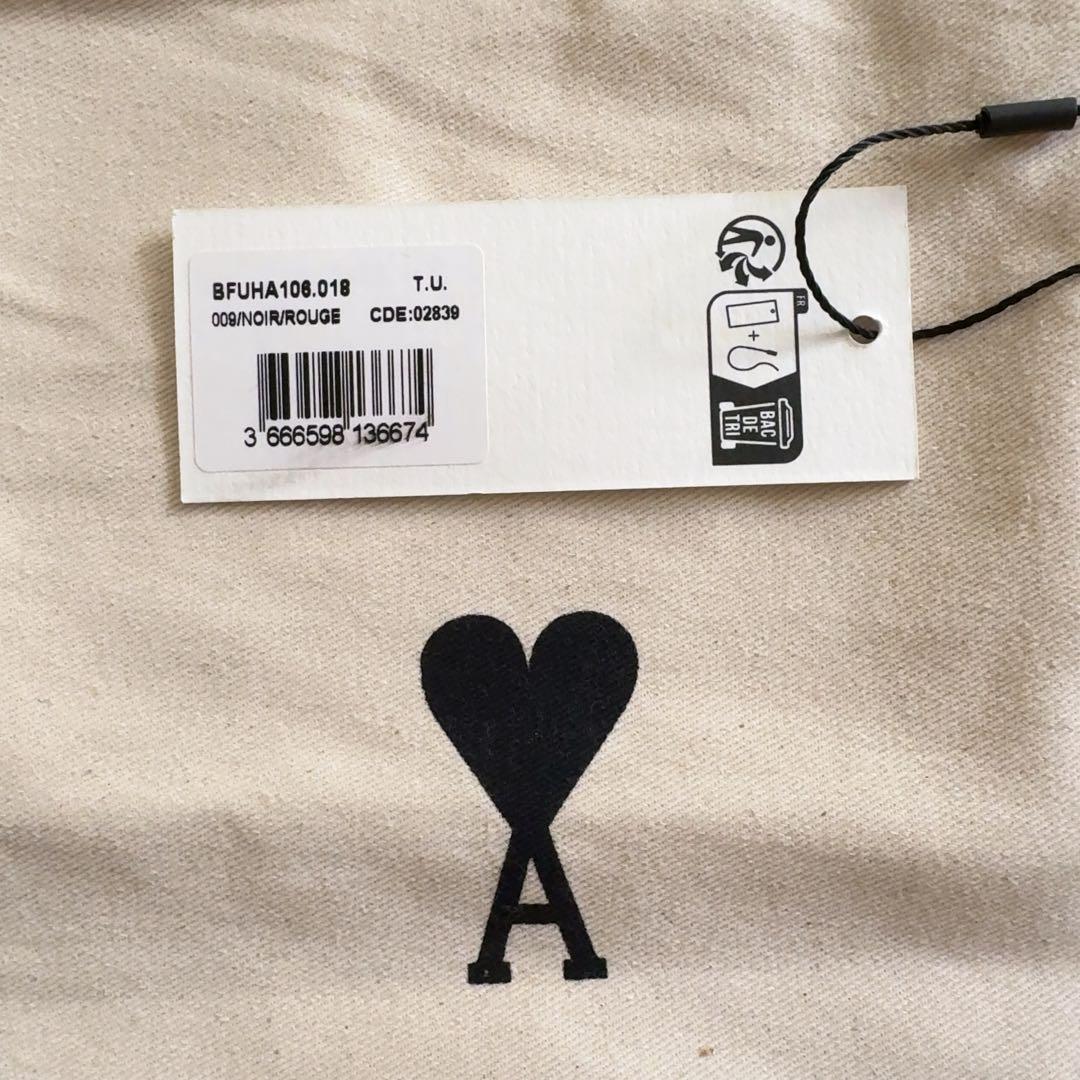 BFUHA106.018 T.U.
009/NOIR/ROUGE CDE:02839
3 666598 136674
FR
BAC
DE
TRI
A